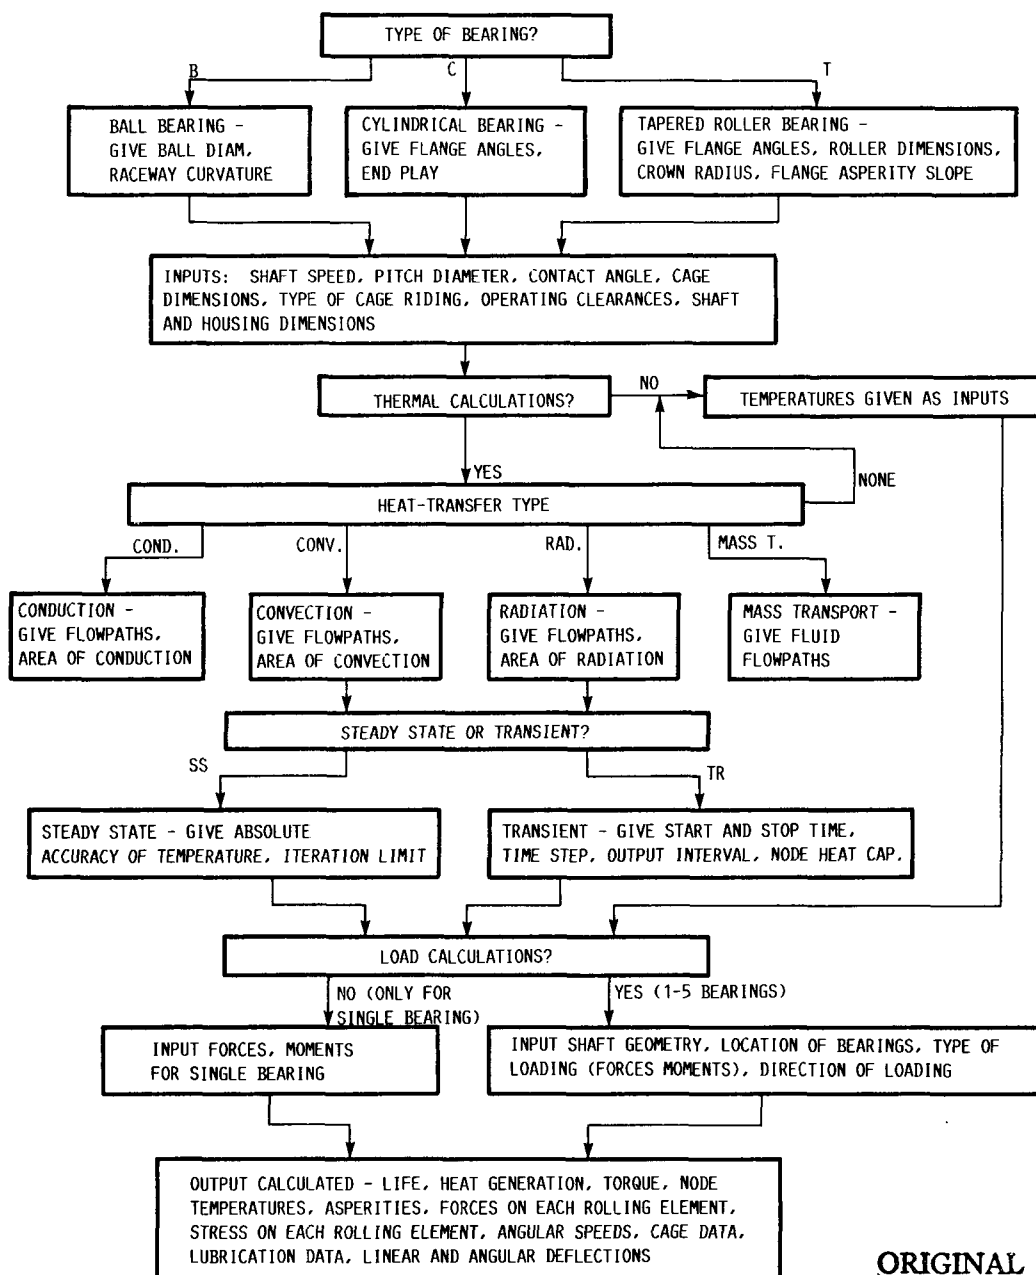 TYPE OF BEARING?
B
C
T
BALL BEARING -
GIVE BALL DIAM,
RACEWAY CURVATURE
CYLINDRICAL BEARING -
GIVE FLANGE ANGLES,
END PLAY
TAPERED ROLLER BEARING -
GIVE FLANGE ANGLES, ROLLER DIMENSIONS,
CROWN RADIUS, FLANGE ASPERITY SLOPE
INPUTS: SHAFT SPEED, PITCH DIAMETER, CONTACT ANGLE, CAGE
DIMENSIONS, TYPE OF CAGE RIDING, OPERATING CLEARANCES, SHAFT
AND HOUSING DIMENSIONS
THERMAL CALCULATIONS?
NO
TEMPERATURES GIVEN AS INPUTS
YES
NONE
HEAT-TRANSFER TYPE
COND.
CONV.
RAD.
MASS T.
CONDUCTION -
GIVE FLOWPATHS,
AREA OF CONDUCTION
CONVECTION -
GIVE FLOWPATHS,
AREA OF CONVECTION
RADIATION -
GIVE FLOWPATHS,
AREA OF RADIATION
MASS TRANSPORT -
GIVE FLUID
FLOWPATHS
STEADY STATE OR TRANSIENT?
SS
TR
STEADY STATE - GIVE ABSOLUTE
ACCURACY OF TEMPERATURE, ITERATION LIMIT
TRANSIENT - GIVE START AND STOP TIME,
TIME STEP, OUTPUT INTERVAL, NODE HEAT CAP.
LOAD CALCULATIONS?
NO (ONLY FOR
SINGLE BEARING)
YES (1-5 BEARINGS)
INPUT FORCES, MOMENTS
FOR SINGLE BEARING
INPUT SHAFT GEOMETRY, LOCATION OF BEARINGS, TYPE OF
LOADING (FORCES MOMENTS), DIRECTION OF LOADING
OUTPUT CALCULATED - LIFE, HEAT GENERATION, TORQUE, NODE
TEMPERATURES, ASPERITIES, FORCES ON EACH ROLLING ELEMENT,
STRESS ON EACH ROLLING ELEMENT, ANGULAR SPEEDS, CAGE DATA,
LUBRICATION DATA, LINEAR AND ANGULAR DEFLECTIONS
ORIGINAL